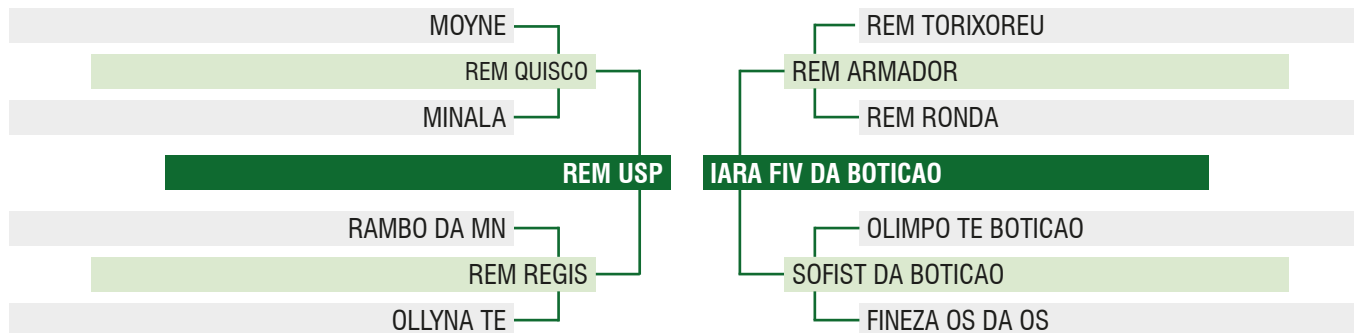 MOYNE
REM QUISCO
MINALA
REM USP
RAMBO DA MN
REM REGIS
OLLYNA TE
REM TORIXOREU
REM ARMADOR
REM RONDA
IARA FIV DA BOTICAO
OLIMPO TE BOTICAO
SOFIST DA BOTICAO
FINEZA OS DA OS